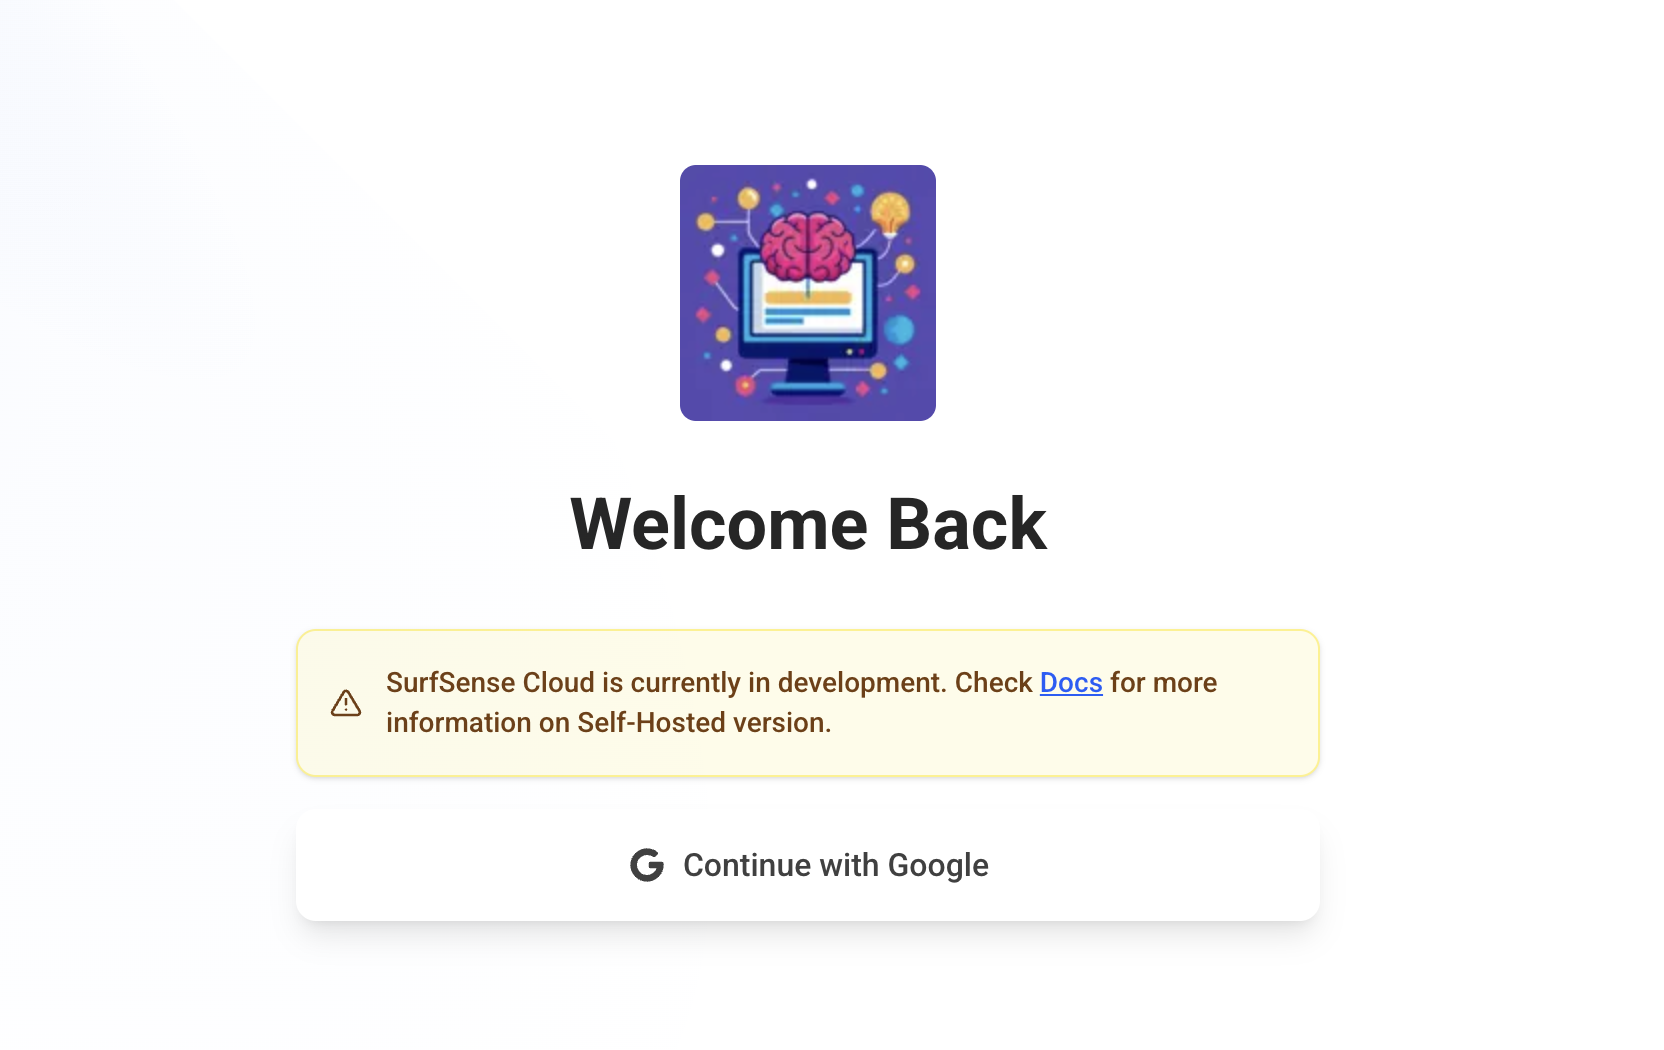 Welcome Back
SurfSense Cloud is currently in development. Check Docs for more
information on Self-Hosted version.
Continue with Google